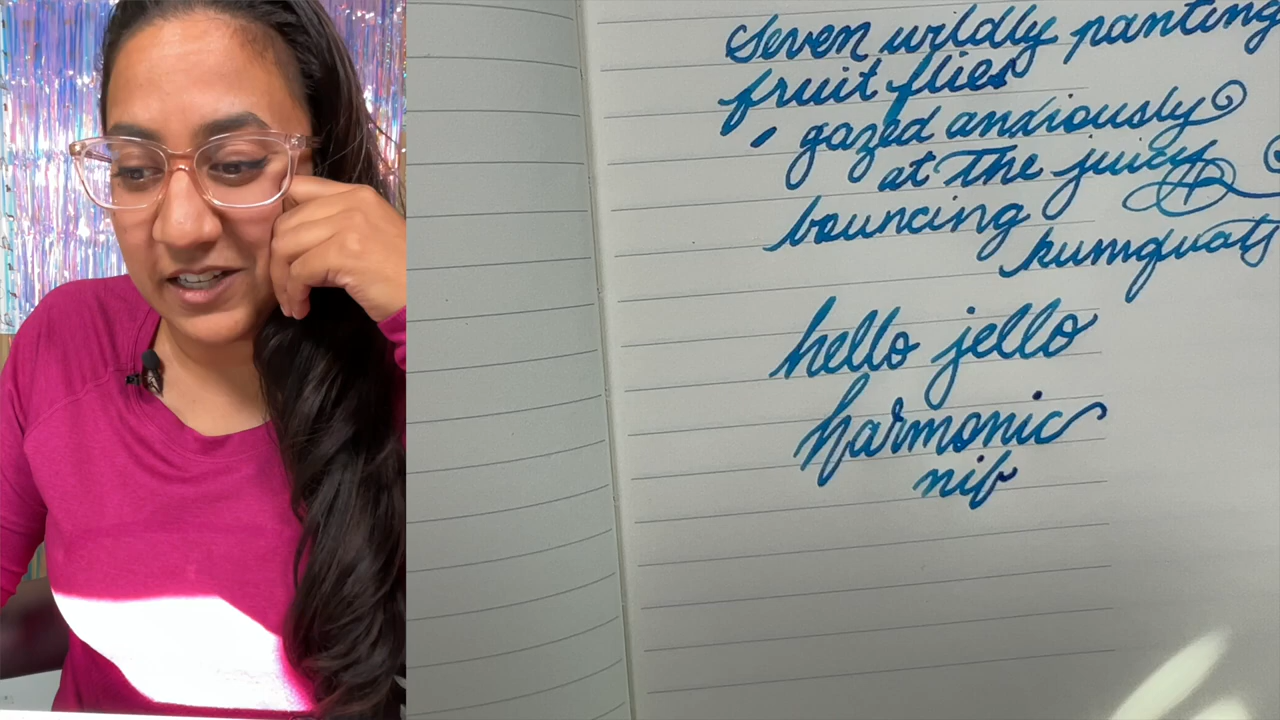 Seven wildly panting
fruit flies
gazed anxiously
at the juicy
bouncing
kumquats
hello jello
harmonic
nib